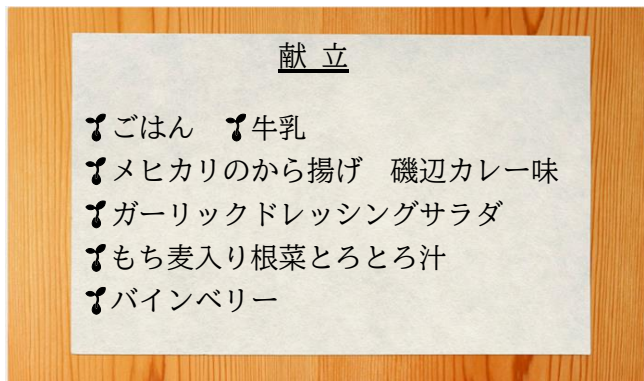 献 立
ごはん 牛乳
メヒカリのから揚げ 磯辺カレー味
ガーリックドレッシングサラダ
もち麦入り根菜とろとろ汁
バインベリー